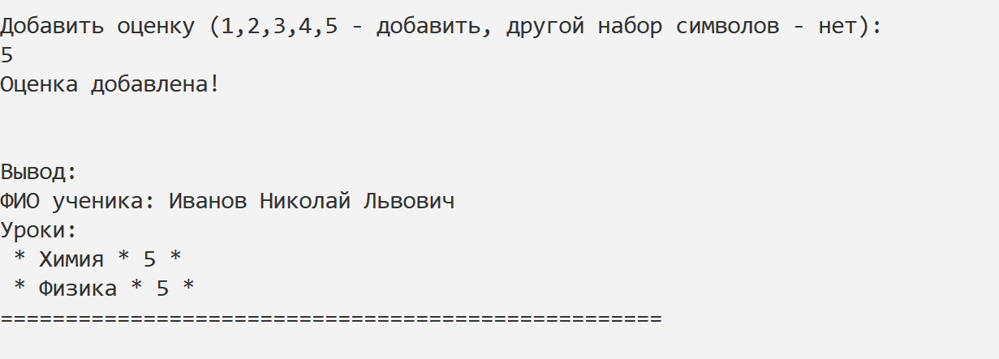 Добавить оценку (1,2,3,4,5 - добавить, другой набор символов - нет):
5
Оценка добавлена!
Вывод:
ФИО ученика: Иванов Николай Львович
Уроки:
* Химия * 5 *
* Физика * 5 *
===================================================